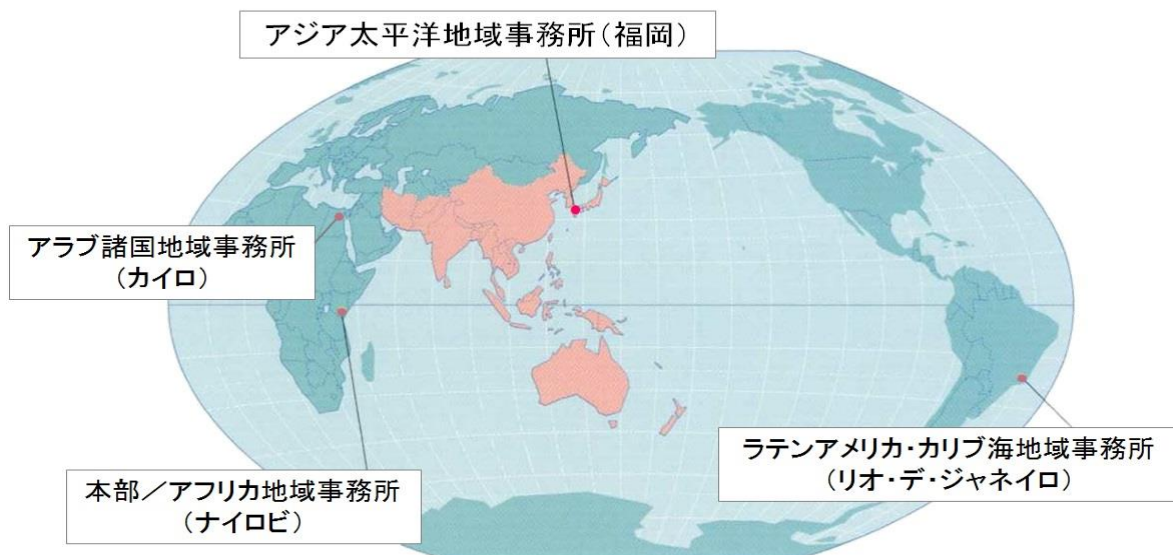 アジア太平洋地域事務所（福岡）
アラブ諸国地域事務所
（カイロ）
本部／アフリカ地域事務所
（ナイロビ）
ラテンアメリカ・カリブ海地域事務所
（リオ・デ・ジャネイロ）